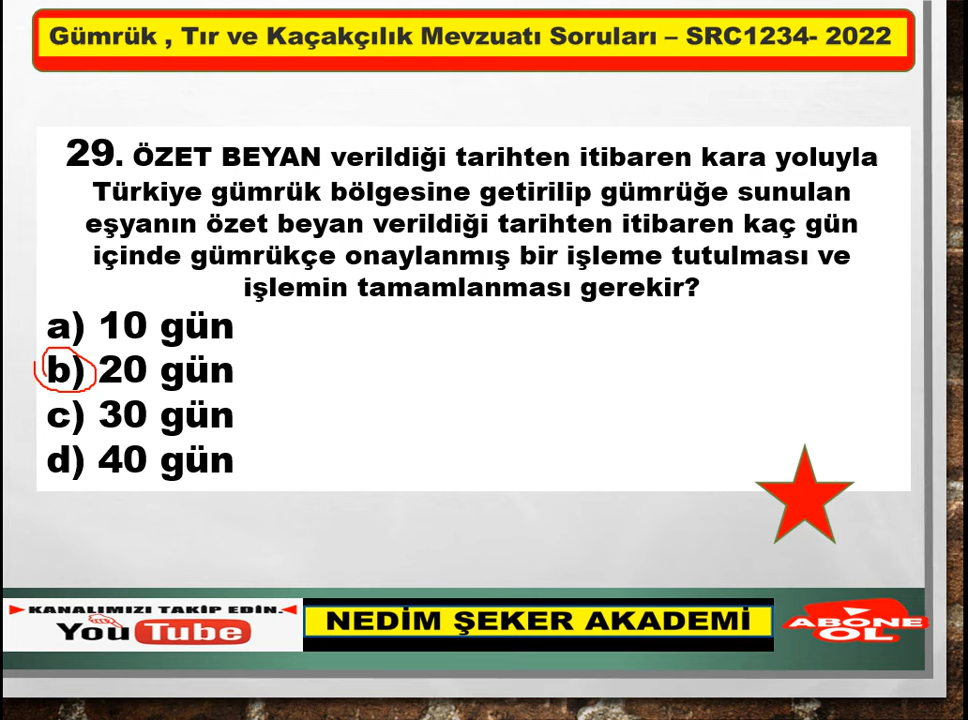 Gümrük , Tır ve Kaçakçılık Mevzuatı Soruları – SRC1234- 2022
29. ÖZET BEYAN verildiği tarihten itibaren kara yoluyla
Türkiye gümrük bölgesine getirilip gümrüğe sunulan
eşyanın özet beyan verildiği tarihten itibaren kaç gün
içinde gümrükçe onaylanmış bir işleme tutulması ve
işlemin tamamlanması gerekir?
a) 10 gün
b) 20 gün
c) 30 gün
d) 40 gün
KANALIMIZI TAKİP EDİN.
YouTube
NEDİM ŞEKER AKADEMİ
ABONE
OL